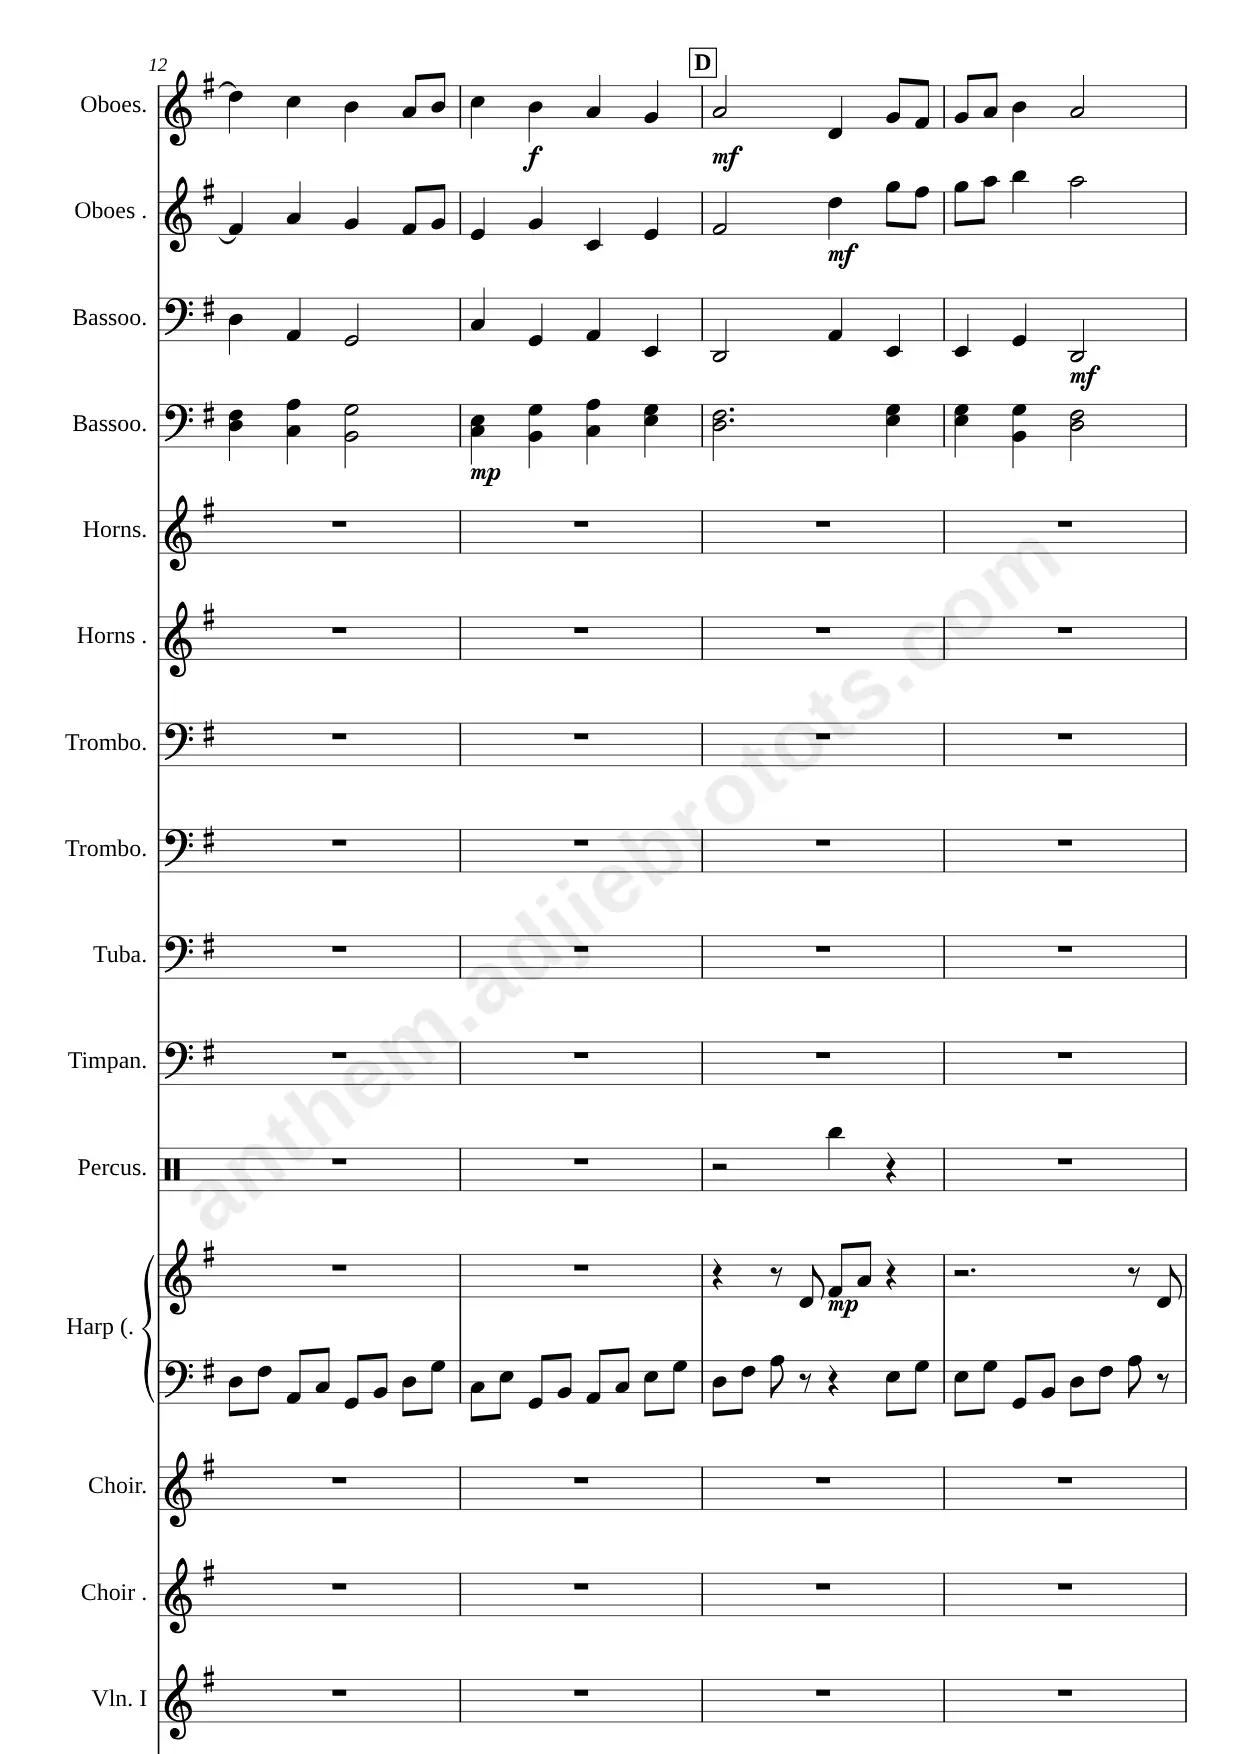 D
12
Oboes.
f
mf
Oboes .
mf
Bassoo.
mf
Bassoo.
mp
Horns.
Horns .
Trombo.
Trombo.
Tuba.
Timpan.
Percus.
mp
Harp (.
Choir.
Choir .
Vln. I
anthem.adjiebrotots.com